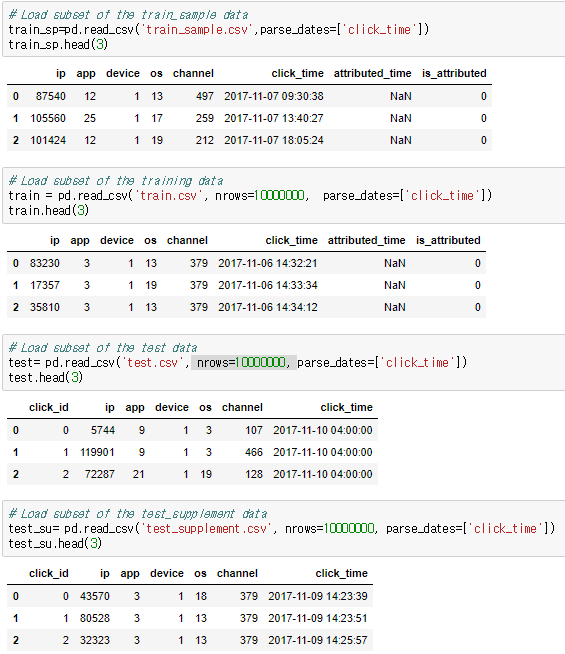 # Load subset of the train_sample data
train_sp=pd.read_csv('train_sample.csv',parse_dates=['click_time'])
train_sp.head(3)
ip app device os channel click_time attributed_time is_attributed
0 87540 12 1 13 497 2017-11-07 09:30:38 NaN 0
1 105560 25 1 17 259 2017-11-07 13:40:27 NaN 0
2 101424 12 1 19 212 2017-11-07 18:05:24 NaN 0
# Load subset of the training data
train = pd.read_csv('train.csv', nrows=10000000, parse_dates=['click_time'])
train.head(3)
ip app device os channel click_time attributed_time is_attributed
0 83230 3 1 13 379 2017-11-06 14:32:21 NaN 0
1 17357 3 1 19 379 2017-11-06 14:33:34 NaN 0
2 35810 3 1 13 379 2017-11-06 14:34:12 NaN 0
# Load subset of the test data
test= pd.read_csv('test.csv', nrows=10000000, parse_dates=['click_time'])
test.head(3)
click_id ip app device os channel click_time
0 0 5744 9 1 3 107 2017-11-10 04:00:00
1 1 119901 9 1 3 466 2017-11-10 04:00:00
2 2 72287 21 1 19 128 2017-11-10 04:00:00
# Load subset of the test_supplement data
test_su= pd.read_csv('test_supplement.csv', nrows=10000000, parse_dates=['click_time'])
test_su.head(3)
click_id ip app device os channel click_time
0 0 43570 3 1 18 379 2017-11-09 14:23:39
1 1 80528 3 1 13 379 2017-11-09 14:23:51
2 2 32323 3 1 13 379 2017-11-09 14:25:57